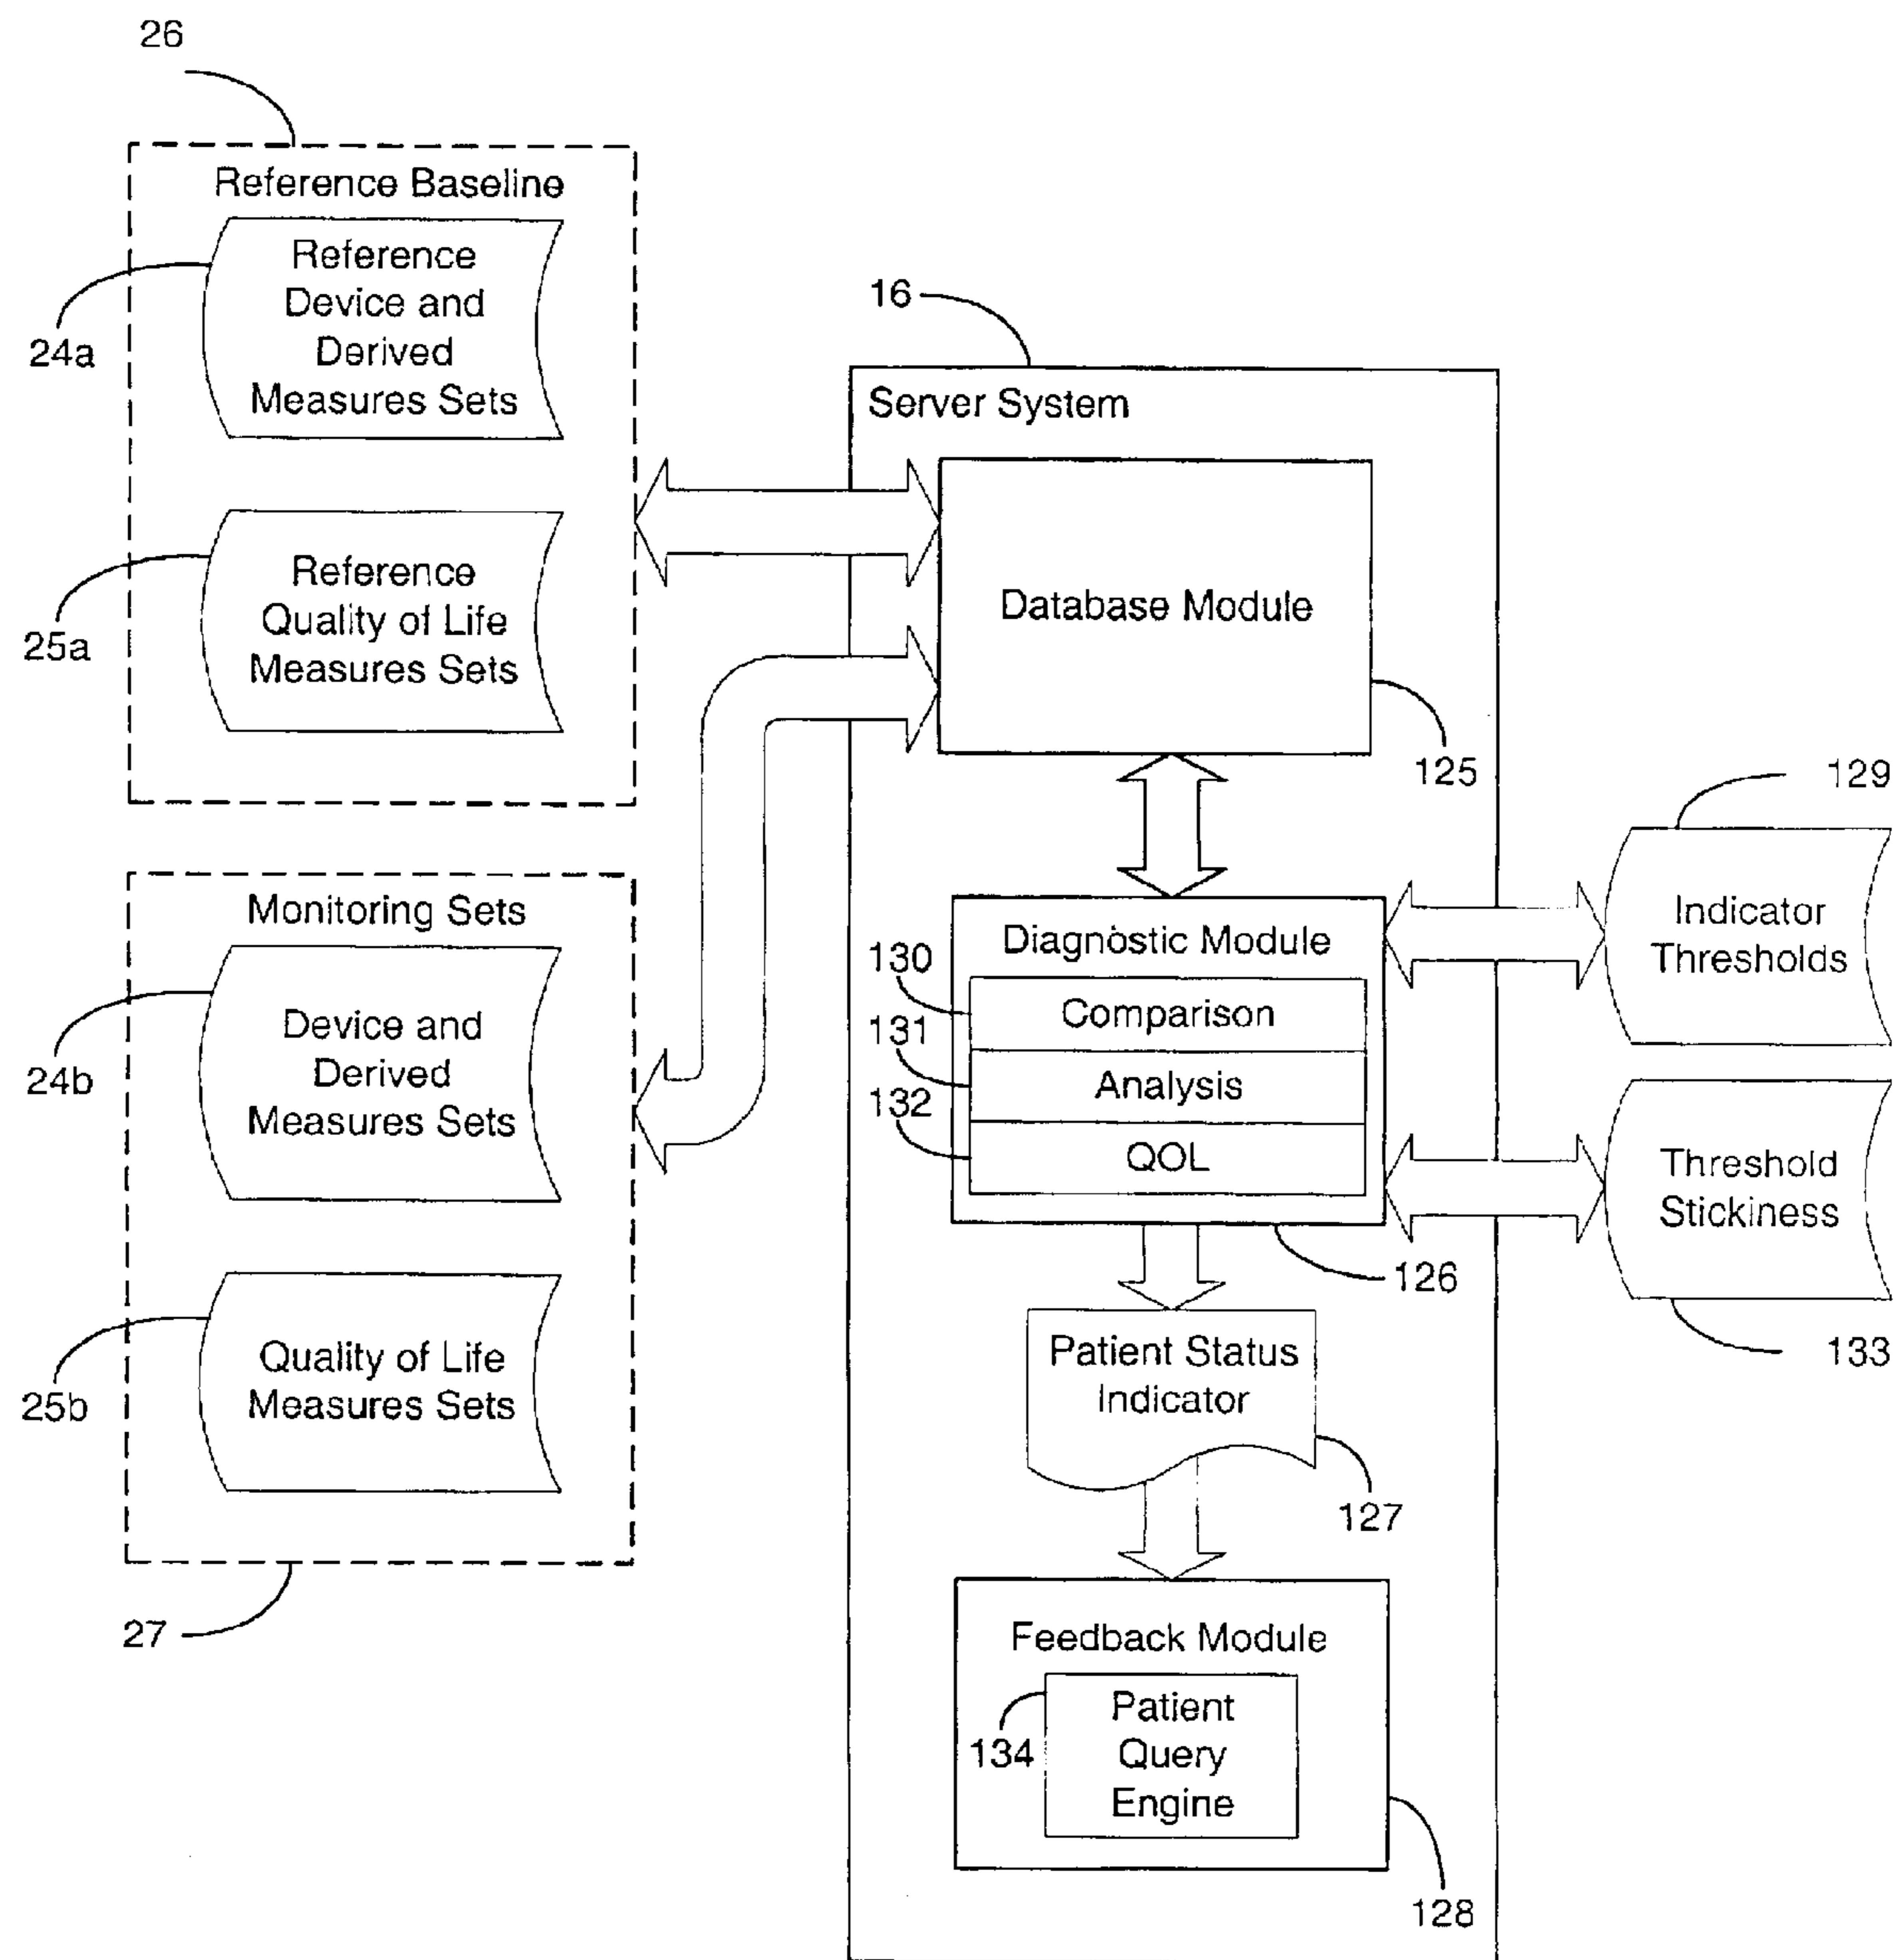 26
Reference Baseline
Reference
Device and
Derived
Measures Sets
24a
Reference
Quality of Life
Measures Sets
25a
Monitoring Sets
Device and
Derived
Measures Sets
24b
Quality of Life
Measures Sets
25b
27
16
Server System
Database Module
125
Diagnostic Module
130
Comparison
131
Analysis
132
QOL
126
129
Indicator
Thresholds
Threshold
Stickiness
133
Patient Status
Indicator
127
Feedback Module
Patient
Query
Engine
134
128